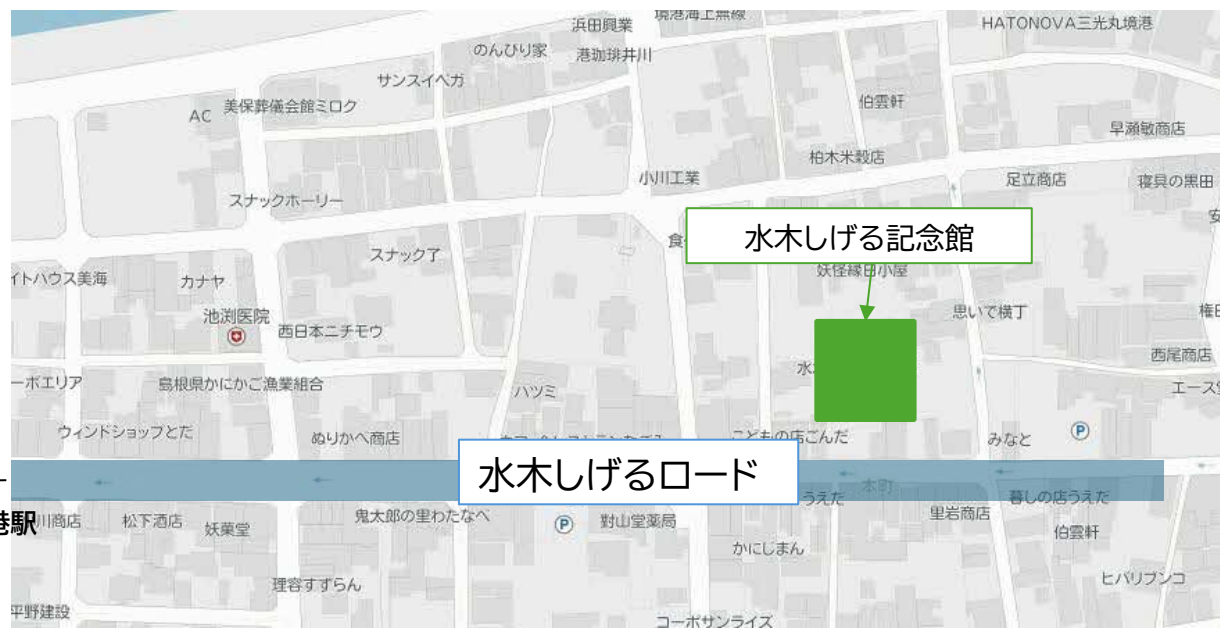 浜田興業
境港海上無線
HATONOVA三光丸境港
のんびり家
港珈琲井川
サンスイベガ
AC
美保葬儀会館ミロク
伯雲軒
早瀬敏商店
柏木米穀店
小川工業
足立商店
寝具の黒田
スナックホーリー
水木しげる記念館
スナック了
妖怪縁日小屋
イトハウス美海
カナヤ
池渕医院
西日本ニチモウ
思いで横丁
西尾商店
ーポエリア
島根県かにかご漁業組合
ハツミ
ウィンドショップとだ
ぬりかべ商店
こどもの店ごんだ
みなと
P
水木しげるロード
本町
うえだ
暮しの店うえだ
港駅
川商店
松下酒店
妖菓堂
鬼太郎の里わたなべ
P
對山堂薬局
里岩商店
伯雲軒
かにじまん
理容すずらん
ヒバリブンコ
平野建設
コーポサンライズ